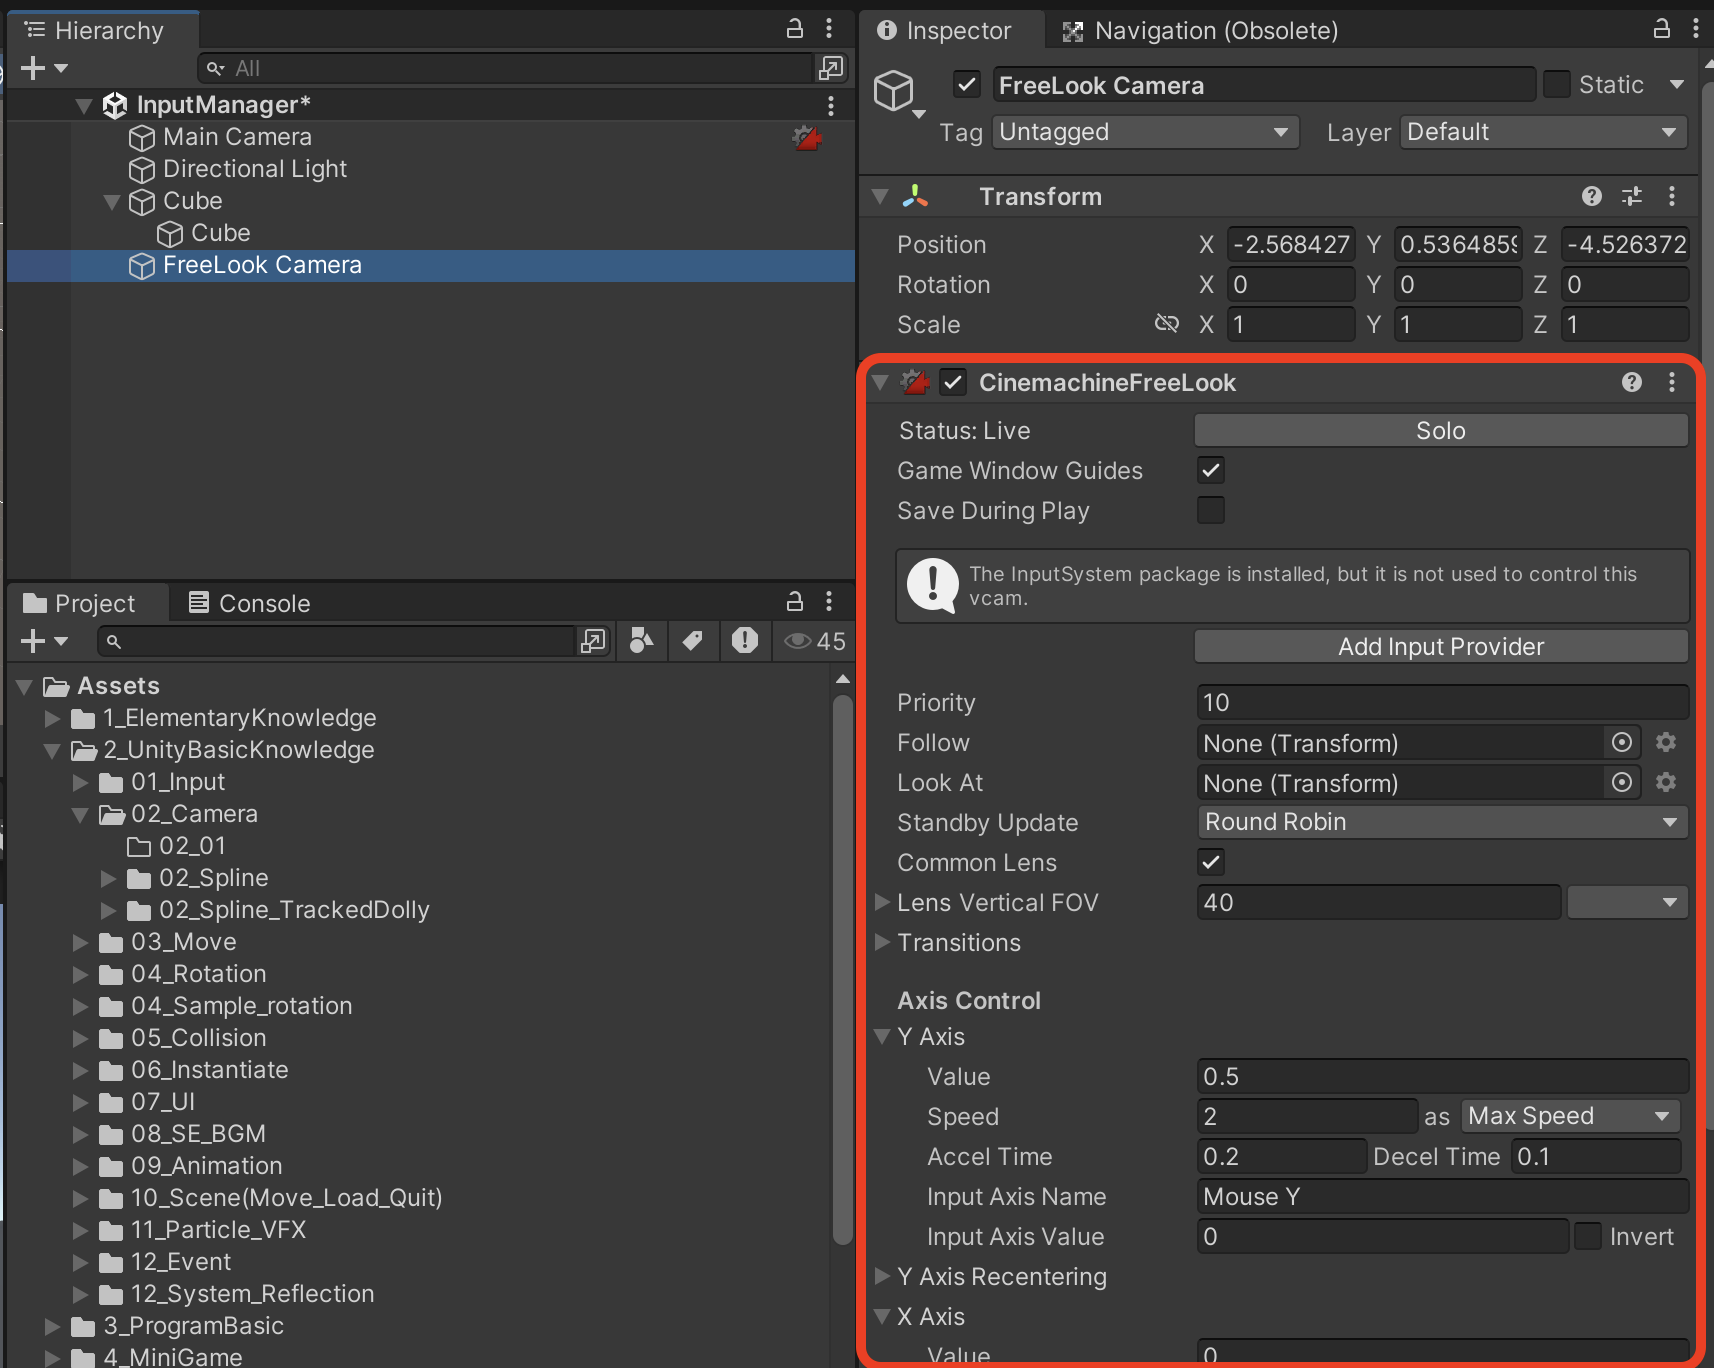 Hierarchy
All
InputManager*
Main Camera
Directional Light
Cube
Cube
FreeLook Camera
Project
Console
45
Assets
1_ElementaryKnowledge
2_UnityBasicKnowledge
01_Input
02_Camera
02_01
02_Spline
02_Spline_TrackedDolly
03_Move
04_Rotation
04_Sample_rotation
05_Collision
06_Instantiate
07_UI
08_SE_BGM
09_Animation
10_Scene(Move_Load_Quit)
11_Particle_VFX
12_Event
12_System_Reflection
3_ProgramBasic
4_MiniGame
Inspector
Navigation (Obsolete)
FreeLook Camera
Static
Tag Untagged Layer Default
Transform
Position X -2.568427 Y 0.5364859 Z -4.526372
Rotation X 0 Y 0 Z 0
Scale X 1 Y 1 Z 1
CinemachineFreeLook
Status: Live Solo
Game Window Guides
Save During Play
The InputSystem package is installed, but it is not used to control this
vcam.
Add Input Provider
Priority 10
Follow None (Transform)
Look At None (Transform)
Standby Update Round Robin
Common Lens
Lens Vertical FOV 40
Transitions
Axis Control
Y Axis
Value 0.5
Speed 2 as Max Speed
Accel Time 0.2 Decel Time 0.1
Input Axis Name Mouse Y
Input Axis Value 0 Invert
Y Axis Recentering
X Axis
Value 0